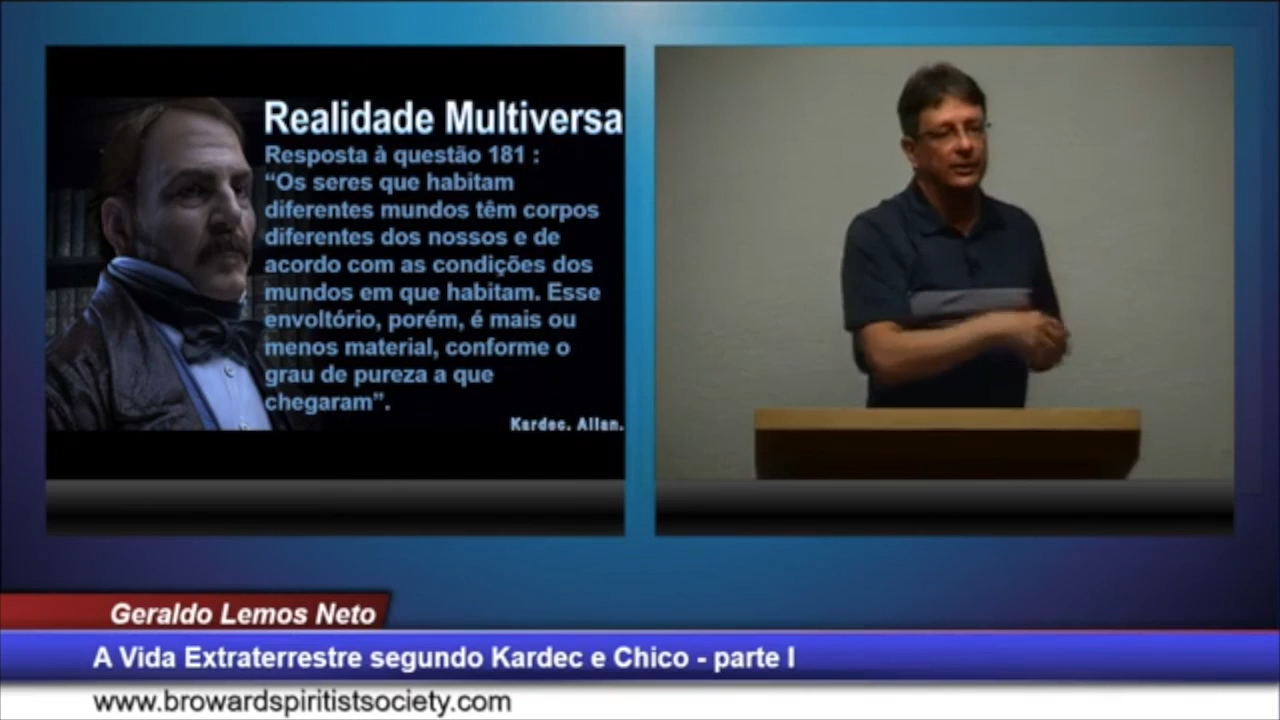 Realidade Multiversa
Resposta à questão 181 :
“Os seres que habitam
diferentes mundos têm corpos
diferentes dos nossos e de
acordo com as condições dos
mundos em que habitam. Esse
envoltório, porém, é mais ou
menos material, conforme o
grau de pureza a que
chegaram”.
Kardec. Allan.
Geraldo Lemos Neto
A Vida Extraterrestre segundo Kardec e Chico - parte I
www.browardspiritistsociety.com